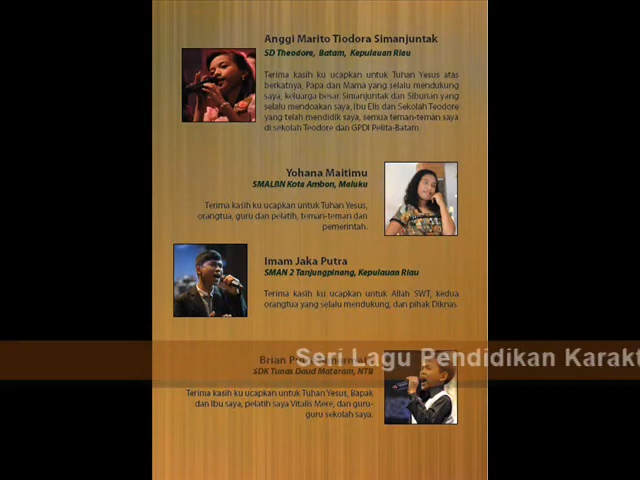 Anggi Marito Tiodora Simanjuntak
SD Theodore, Batam, Kepulauan Riau
Terima kasih ku ucapkan untuk Tuhan Yesus atas
berkatnya, Papa dan Mama yang selalu mendukung
saya, keluarga besar Simanjuntak dan Siburian yang
selalu mendoakan saya, Ibu Elis dan Sekolah Teodore
yang telah mendidik saya, semua teman-teman saya
di sekolah Teodore dan GPDI Pelita-Batam.
Yohana Maitimu
Kota Ambon, Maluku
Terima kasih ku ucapkan untuk Tuhan Yesus,
orangtua, guru dan pelatih, teman-teman dan
pemerintah.
Imam Jaka Putra
SMAN 2 Tanjungpinang, Kepulauan Riau
Terima kasih ku ucapkan untuk Allah SWT, kedua
orangtua yang selalu mendukung, dan pihak Diknas.
Seri Lagu Pendidikan Karakt
Brian
SDK Tunas Daud Mataram, NTB
Terima kasih ku ucapkan untuk Tuhan Yesus, Bapak
dan Ibu saya, pelatih saya Vitalis Mere, dan guru-
guru sekolah saya.